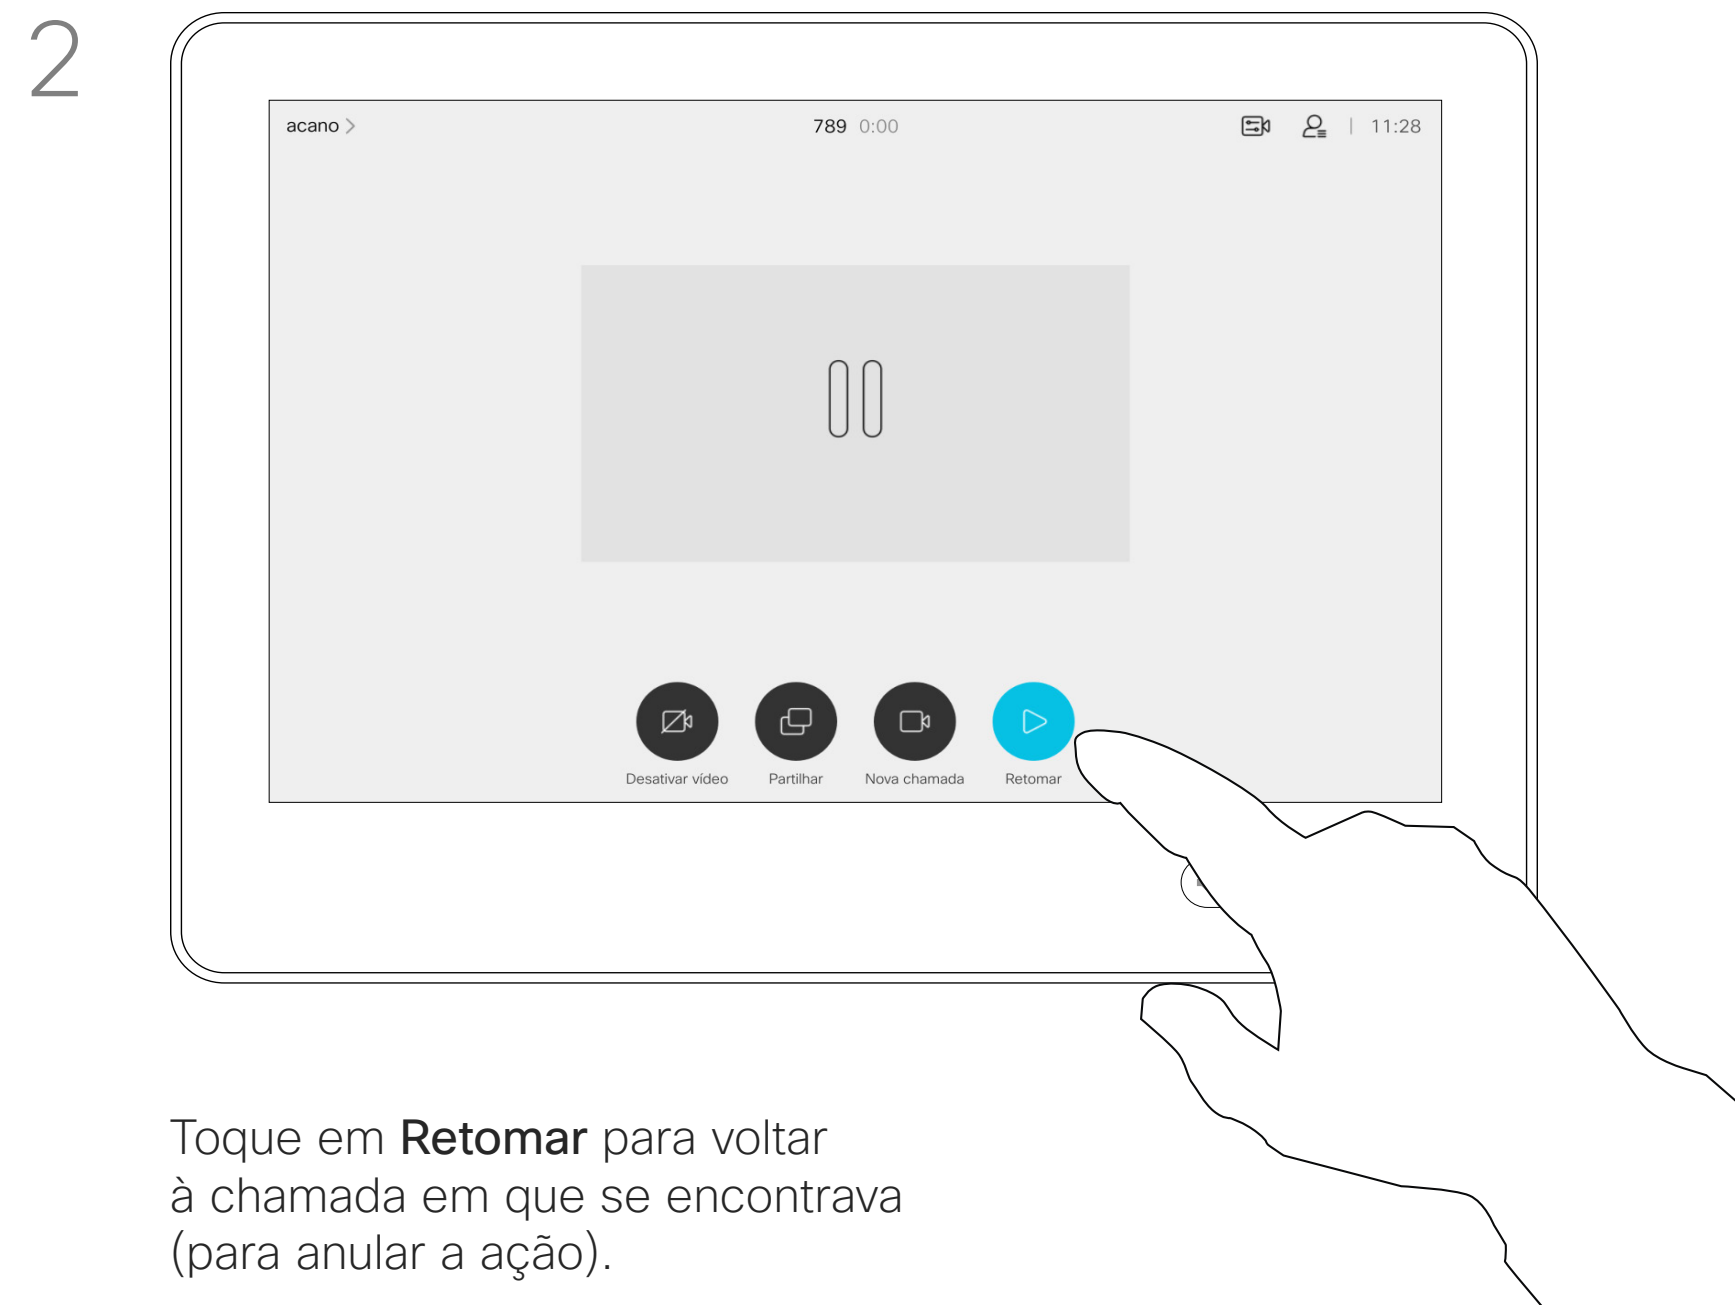 2
acano
789 0:00
11:28
Desativar vídeo
Partilhar
Nova chamada
Retomar
Toque em Retomar para voltar
à chamada em que se encontrava
(para anular a ação).